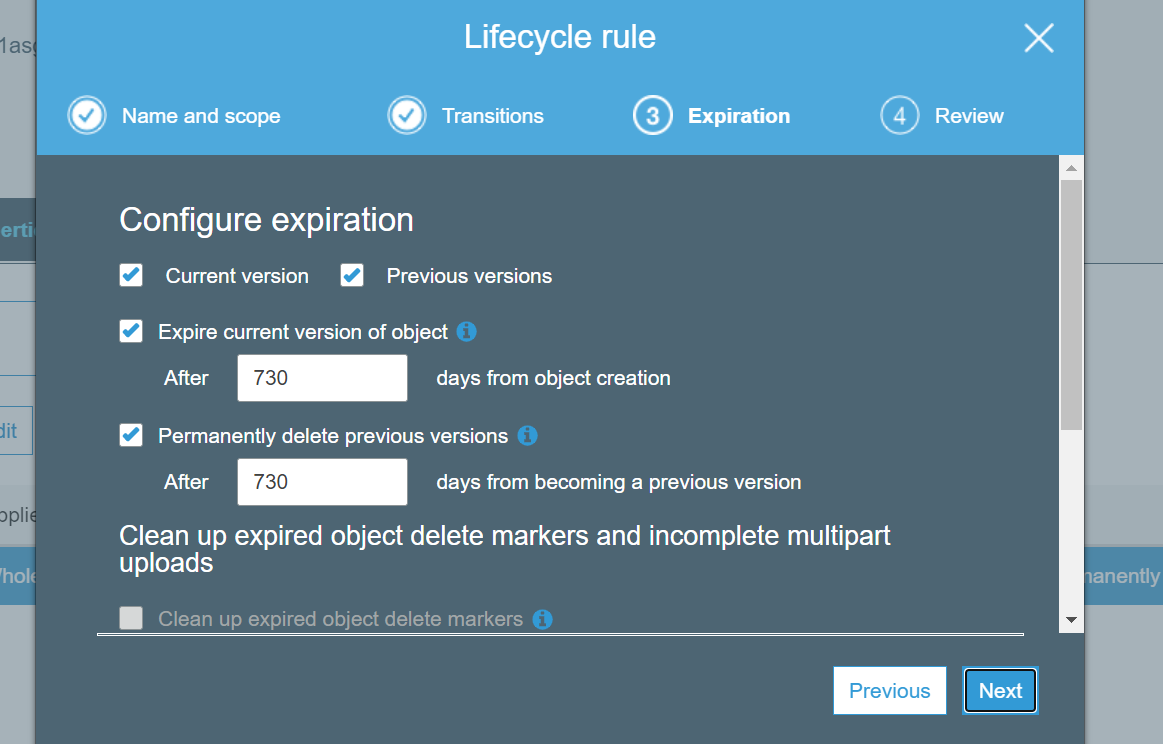 Lifecycle rule
Name and scope
Transitions
3 Expiration
4 Review
Configure expiration
Current version Previous versions
Expire current version of object i
After 730 days from object creation
Permanently delete previous versions i
After 730 days from becoming a previous version
Clean up expired object delete markers and incomplete multipart
uploads
Clean up expired object delete markers i
Previous Next